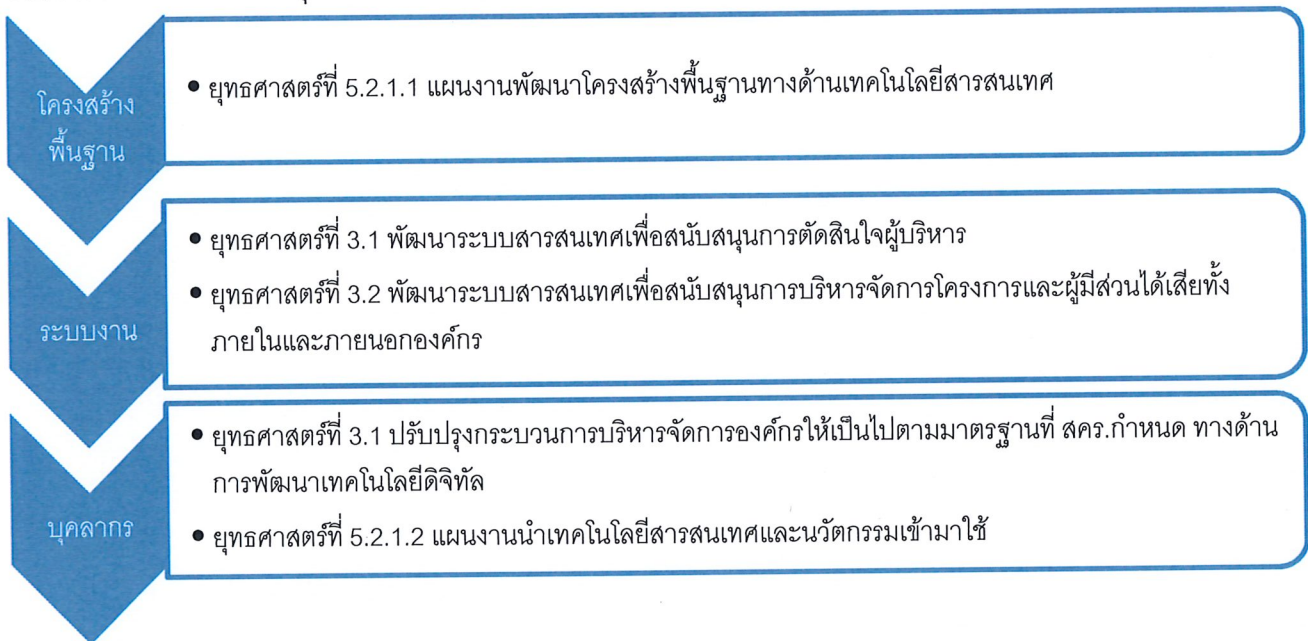 โครงสร้าง
พื้นฐาน
• ยุทธศาสตร์ที่ 5.2.1.1 แผนงานพัฒนาโครงสร้างพื้นฐานทางด้านเทคโนโลยีสารสนเทศ
ระบบงาน
• ยุทธศาสตร์ที่ 3.1 พัฒนาระบบสารสนเทศเพื่อสนับสนุนการตัดสินใจผู้บริหาร
• ยุทธศาสตร์ที่ 3.2 พัฒนาระบบสารสนเทศเพื่อสนับสนุนการบริหารจัดการโครงการและผู้มีส่วนได้เสียทั้ง
ภายในและภายนอกองค์กร
บุคลากร
• ยุทธศาสตร์ที่ 3.1 ปรับปรุงกระบวนการบริหารจัดการองค์กรให้เป็นไปตามมาตรฐานที่ สคร.กำหนด ทางด้าน
การพัฒนาเทคโนโลยีดิจิทัล
• ยุทธศาสตร์ที่ 5.2.1.2 แผนงานนำเทคโนโลยีสารสนเทศและนวัตกรรมเข้ามาใช้